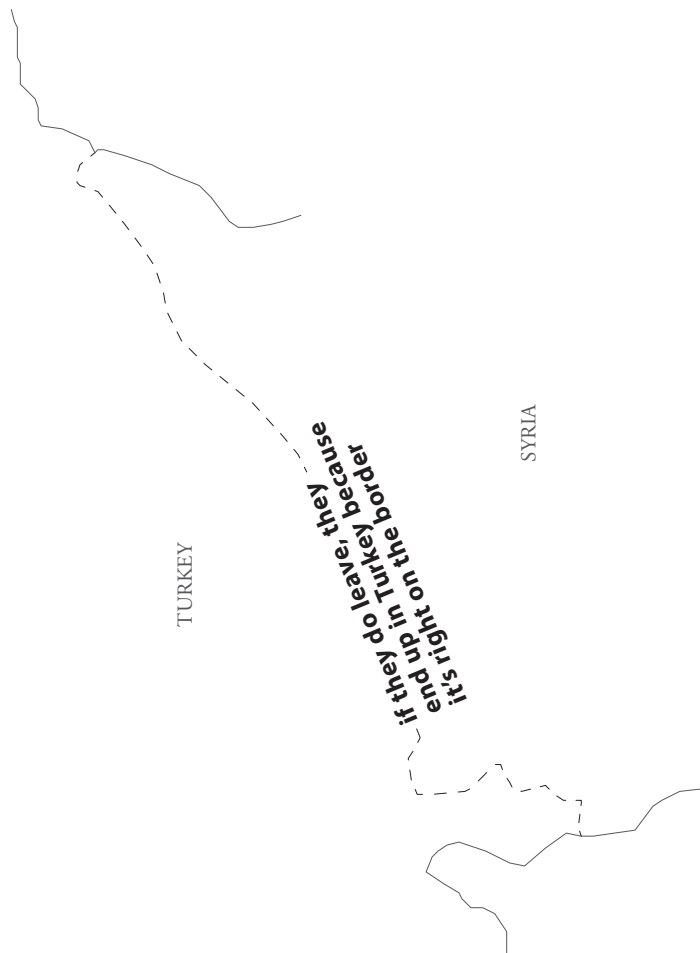 TURKEY
if they do leave, they
end up in Turkey because
it's right on the border
SYRIA